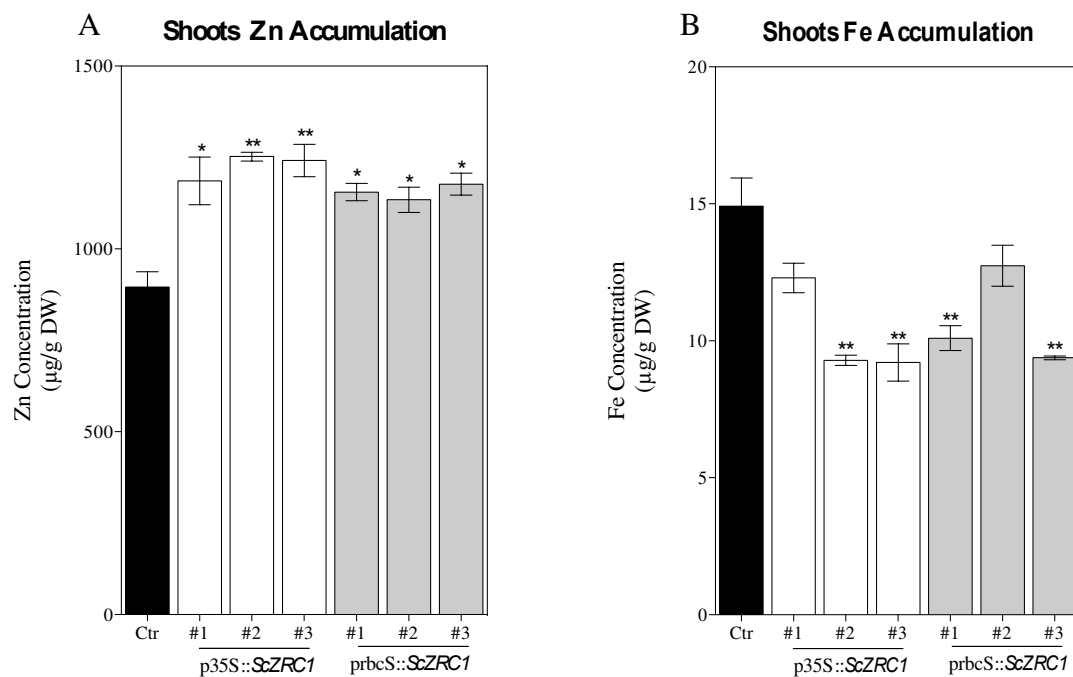 A
Shoots Zn Accumulation
Zn Concentration
(µg/g DW)
1500
1000
500
0
*
**
**
*
*
*
Ctr #1 #2 #3 #1 #2 #3
p35S::ScZRC1 prbcS::ScZRC1
B
Shoots Fe Accumulation
Fe Concentration
(µg/g DW)
20
15
10
5
0
**
**
**
**
Ctr #1 #2 #3 #1 #2 #3
p35S::ScZRC1 prbcS::ScZRC1